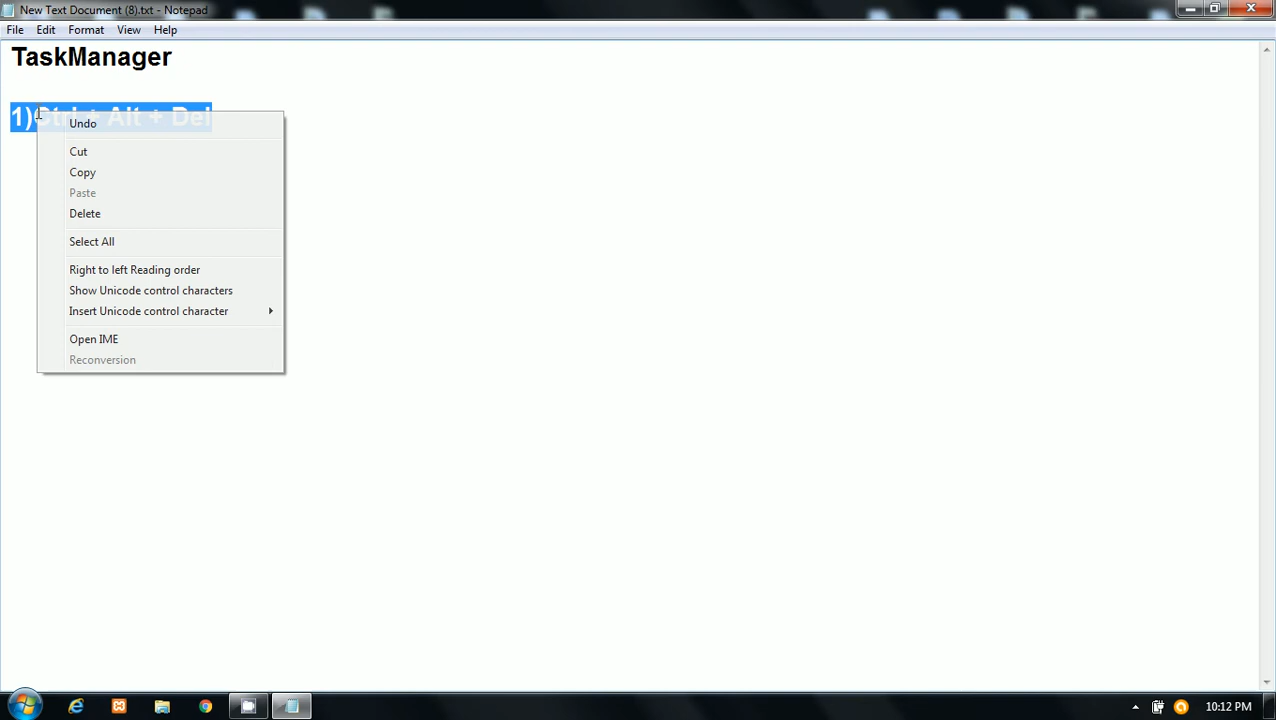 New Text Document (8).txt - Notepad
File Edit Format View Help
TaskManager
1)Ctrl + Alt + Del
Undo
Cut
Copy
Paste
Delete
Select All
Right to left Reading order
Show Unicode control characters
Insert Unicode control character
Open IME
Reconversion
10:12 PM